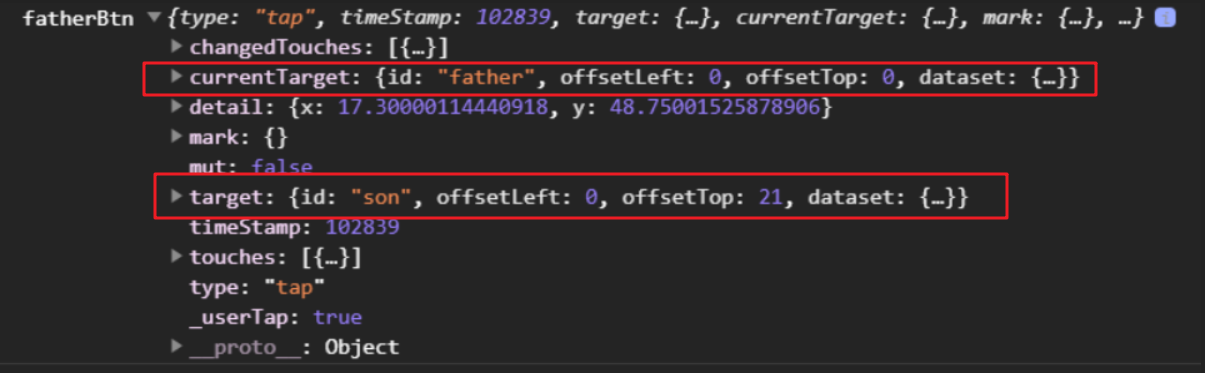 fatherBtn ▼{type: "tap", timeStamp: 102839, target: {…}, currentTarget: {…}, mark: {…}, …} i
▶changedTouches: [{…}]
▶currentTarget: {id: "father", offsetLeft: 0, offsetTop: 0, dataset: {…}}
▶detail: {x: 17.30000114440918, y: 48.75001525878906}
▶mark: {}
mut: false
▶target: {id: "son", offsetLeft: 0, offsetTop: 21, dataset: {…}}
timeStamp: 102839
▶touches: [{…}]
type: "tap"
_userTap: true
▶__proto__: Object